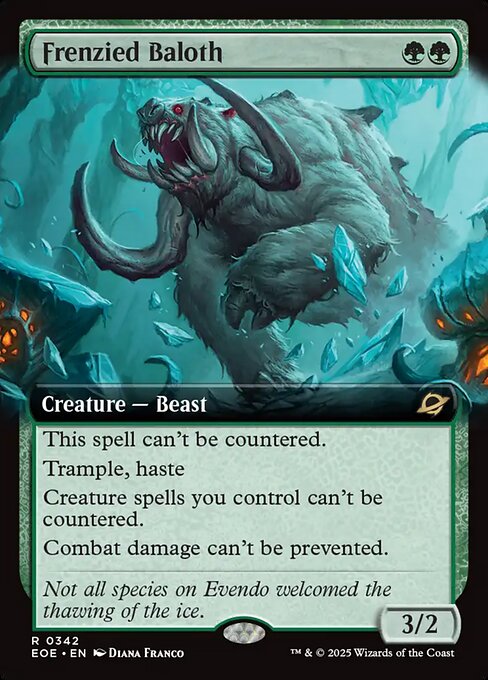 Frenzied Baloth
Creature — Beast
This spell can't be countered.
Trample, haste
Creature spells you control can't be
countered.
Combat damage can't be prevented.
Not all species on Evendo welcomed the
thawing of the ice.
3/2
R 0342
EOE • EN DIANA FRANCO
™ & © 2025 Wizards of the Coast